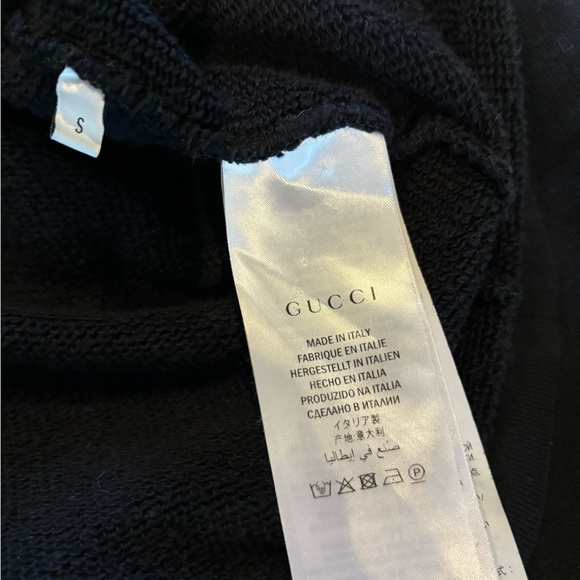 S
GUCCI
MADE IN ITALY
FABRIQUE EN ITALIE
HERGESTELLT IN ITALIEN
HECHO EN ITALIA
PRODUZIDO NA ITALIA
СДЕЛАНО В ИТАЛИИ
イタリア製
产地:意大利
صنع في إيطاليا
P